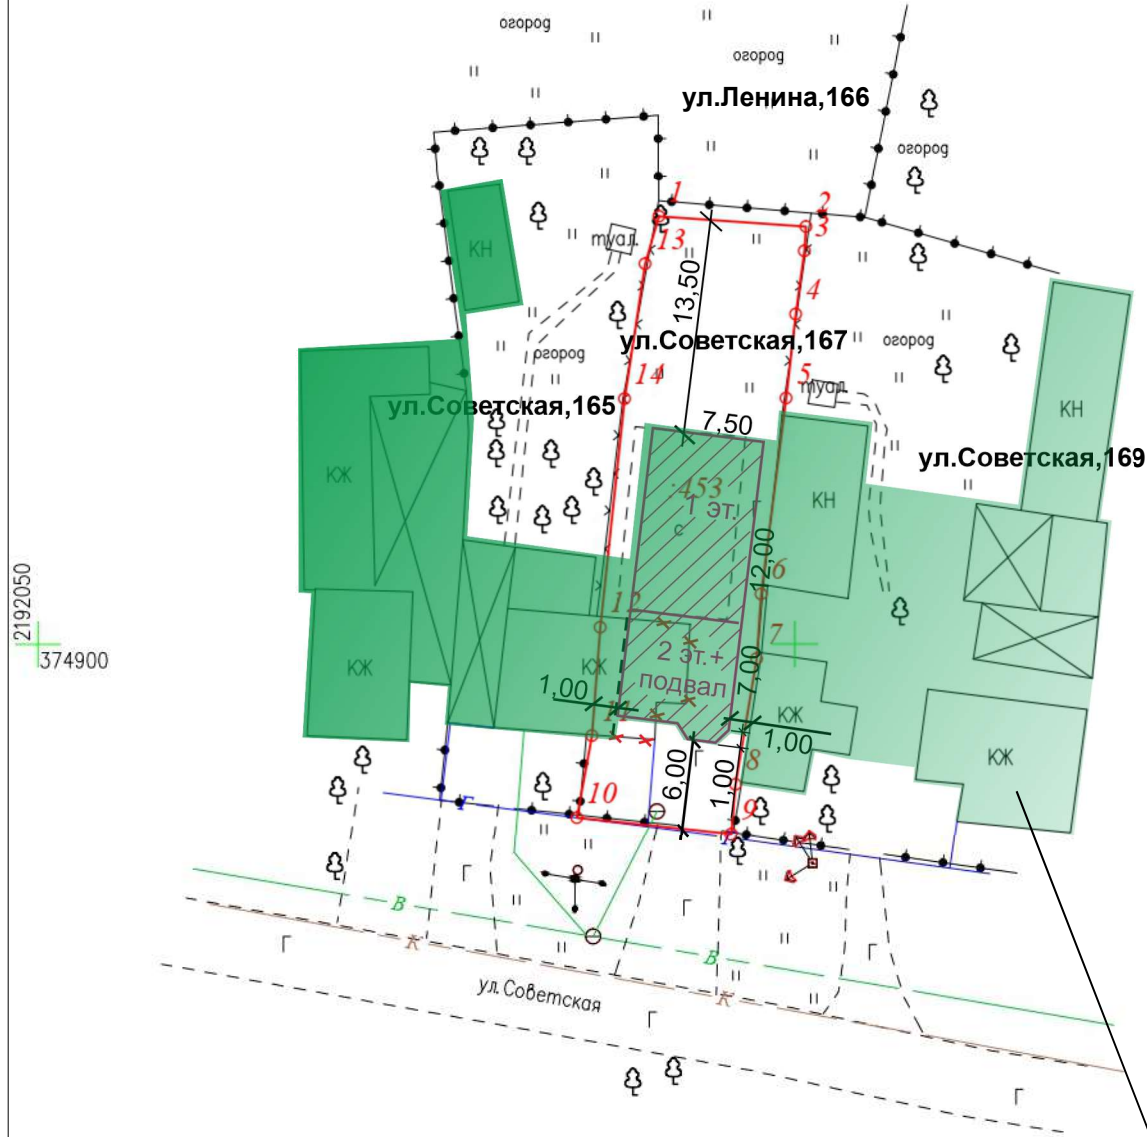 огород
огород
ул.Ленина,166
огород
1
2
3
туал.
13
КН
4
13,50
ул.Советская,167
огород
огород
14
5
туал.
ул.Советская,165
7,50
КН
ул.Советская,169
КЖ
453
1 эт.
КН
с
12,00
6
12
7
2192050
374900
КЖ
КЖ
2 эт.+
подвал
7,00
1,00
11
КЖ
1,00
КЖ
8
6,00
1,00
10
9
Г
Г
Г
В
Г
К
Г
Г
В
ул.Советская
К
Г
Г